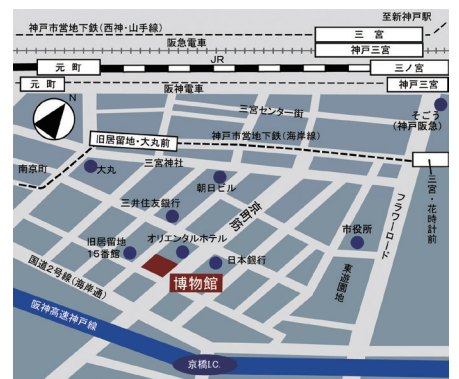 至新神戸駅
神戸市営地下鉄(西神・山手線)
三宮
阪急電車
神戸三宮
JR
元町
三ノ宮
元町
神戸三宮
阪神電車
N
三宮センター街
そごう
(神戸阪急)
神戸市営地下鉄(海岸線)
旧居留地・大丸前
三宮神社
南京町
大丸
朝日ビル
三宮・花時計前
フラワーロード
三井住友銀行
京町筋
市役所
旧居留地
15番館
オリエンタルホテル
日本銀行
東遊園地
国道2号線(海岸通)
博物館
阪神高速神戸線
京橋I.C.